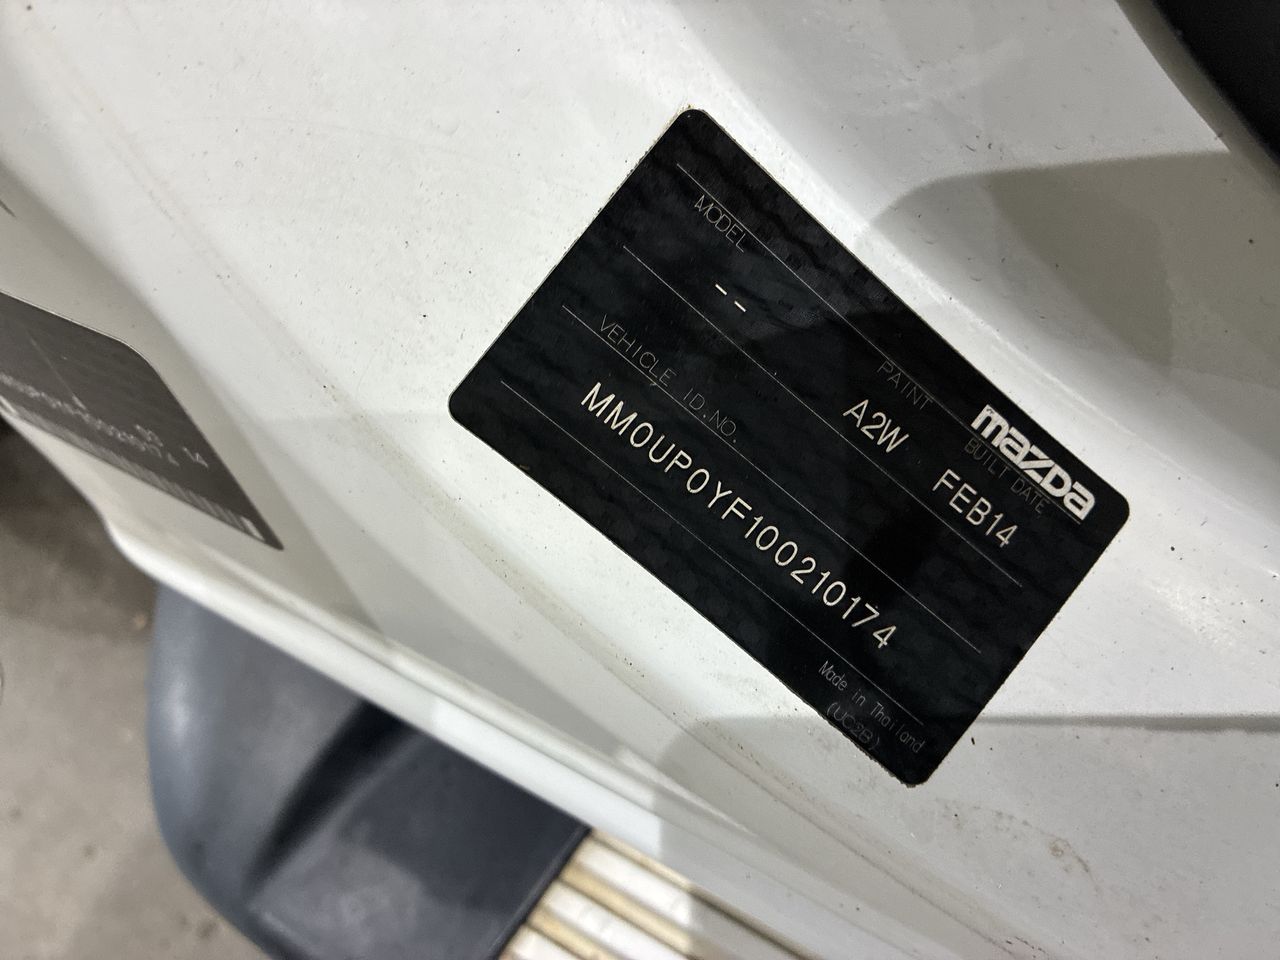 mazda
MODEL PAINT BUILT DATE
-- A2W FEB14
VEHICLE ID.NO.
MM0UP0YF100210174
Made in Thailand
(UC2B)